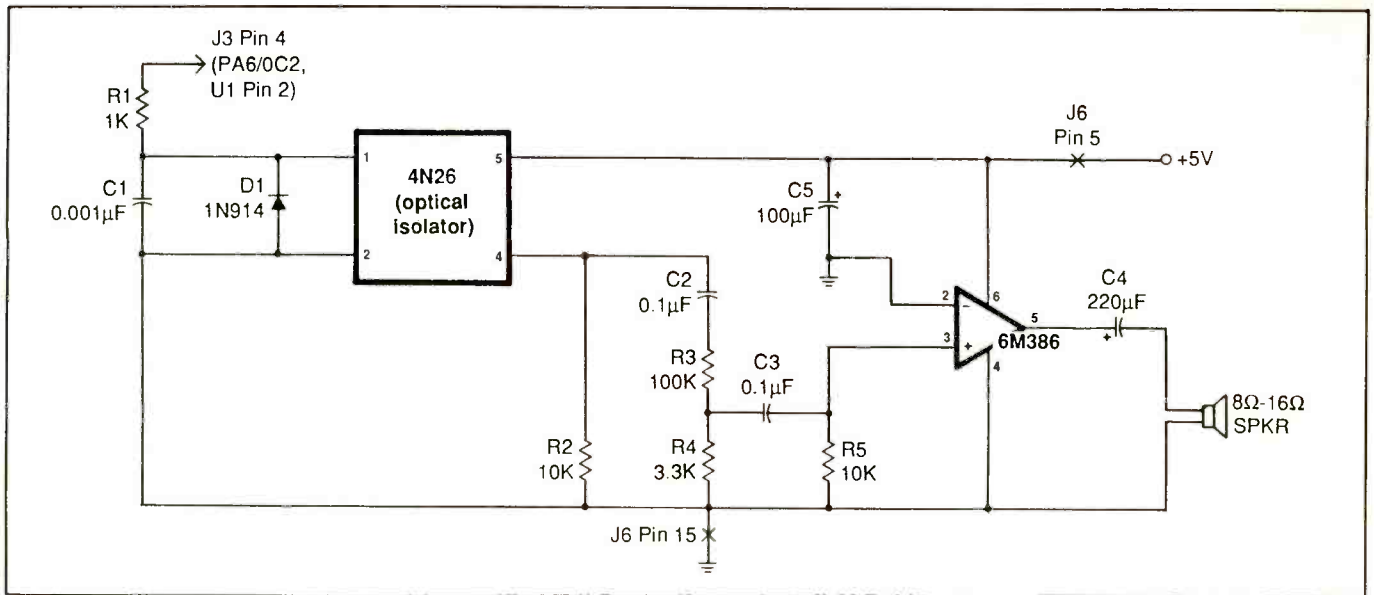 J3 Pin 4
(PA6/0C2,
U1 Pin 2)
R1
1K
C1
0.001µF
D1
1N914
1
2
4N26
(optical
isolator)
5
4
C2
0.1µF
R3
100K
R2
10K
R4
3.3K
C3
0.1µF
R5
10K
C5
100µF
+
J6
Pin 5
+5V
2
-
3
+
6
5
6M386
4
C4
220µF
+
8Ω-16Ω
SPKR
J6 Pin 15